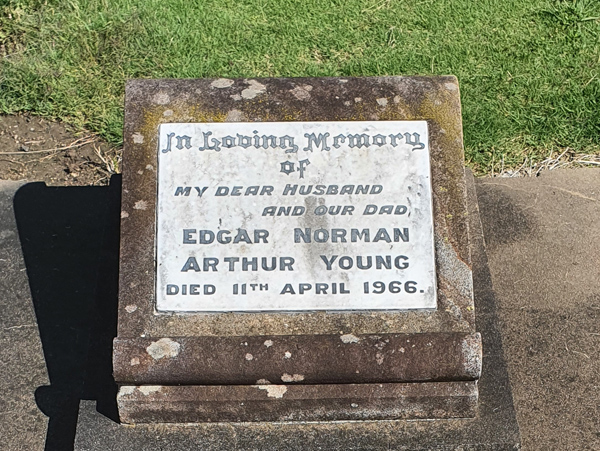 In Loving Memory
of
MY DEAR HUSBAND
AND OUR DAD,
EDGAR NORMAN
ARTHUR YOUNG
DIED 11TH APRIL 1966.